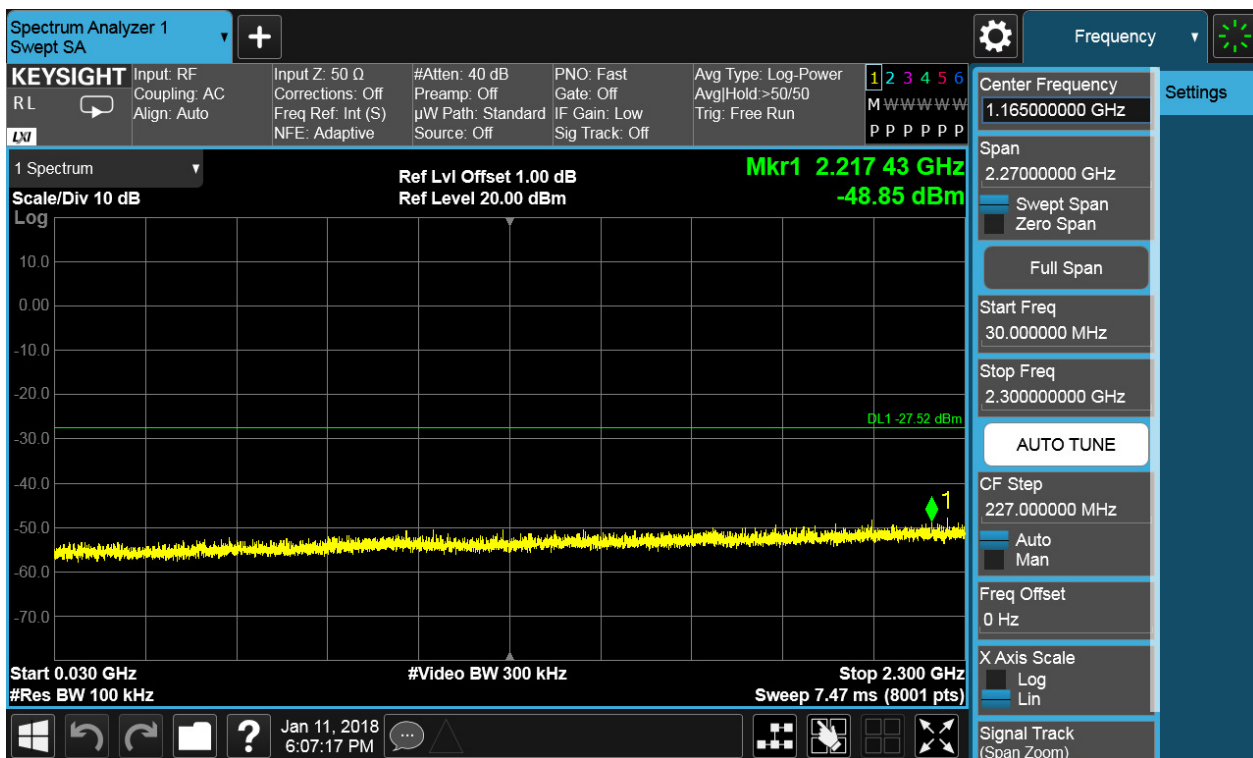 Spectrum Analyzer 1
Swept SA
Frequency
KEYSIGHT
R L
LXI
Input: RF
Coupling: AC
Align: Auto
Input Z: 50 Ω
Corrections: Off
Freq Ref: Int (S)
NFE: Adaptive
#Atten: 40 dB
Preamp: Off
µW Path: Standard
Source: Off
PNO: Fast
Gate: Off
IF Gain: Low
Sig Track: Off
Avg Type: Log-Power
Avg|Hold:>50/50
Trig: Free Run
1 2 3 4 5 6
M W W W W W
P P P P P P
1 Spectrum
Scale/Div 10 dB
Ref Lvl Offset 1.00 dB
Ref Level 20.00 dBm
Mkr1 2.217 43 GHz
-48.85 dBm
Log
10.0
0.00
-10.0
-20.0
-30.0
-40.0
-50.0
-60.0
-70.0
DL1 -27.52 dBm
1
Start 0.030 GHz
#Res BW 100 kHz
#Video BW 300 kHz
Stop 2.300 GHz
Sweep 7.47 ms (8001 pts)
Jan 11, 2018
6:07:17 PM
Center Frequency
1.165000000 GHz
Settings
Span
2.27000000 GHz
Swept Span
Zero Span
Full Span
Start Freq
30.000000 MHz
Stop Freq
2.300000000 GHz
AUTO TUNE
CF Step
227.000000 MHz
Auto
Man
Freq Offset
0 Hz
X Axis Scale
Log
Lin
Signal Track
(Span Zoom)